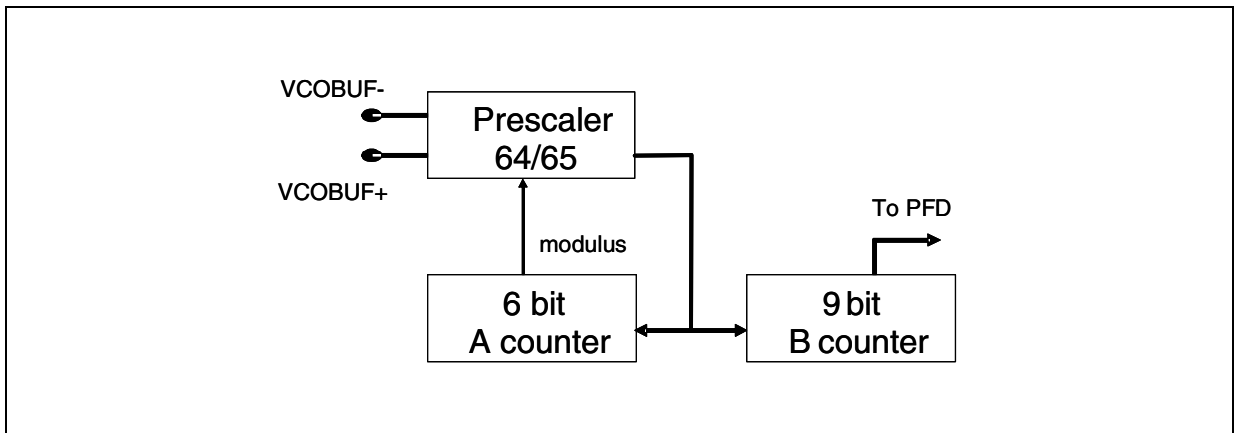 VCOBUF-
Prescaler
64/65
VCOBUF+
To PFD
modulus
6 bit
A counter
9 bit
B counter